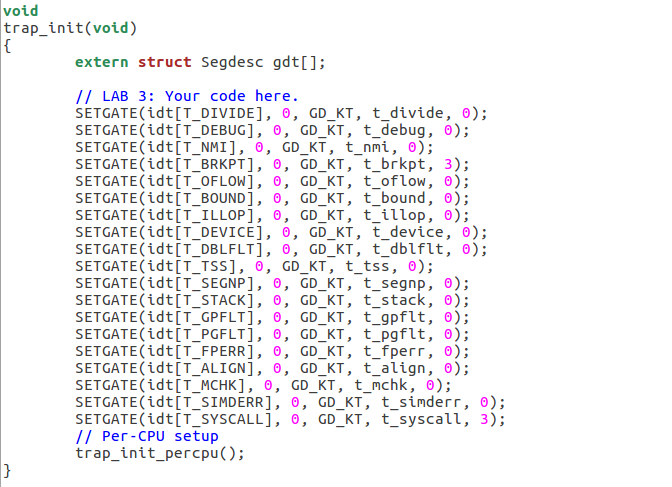 void
trap_init(void)
{
        extern struct Segdesc gdt[];

        // LAB 3: Your code here.
        SETGATE(idt[T_DIVIDE], 0, GD_KT, t_divide, 0);
        SETGATE(idt[T_DEBUG], 0, GD_KT, t_debug, 0);
        SETGATE(idt[T_NMI], 0, GD_KT, t_nmi, 0);
        SETGATE(idt[T_BRKPT], 0, GD_KT, t_brkpt, 3);
        SETGATE(idt[T_OFLOW], 0, GD_KT, t_oflow, 0);
        SETGATE(idt[T_BOUND], 0, GD_KT, t_bound, 0);
        SETGATE(idt[T_ILLOP], 0, GD_KT, t_illop, 0);
        SETGATE(idt[T_DEVICE], 0, GD_KT, t_device, 0);
        SETGATE(idt[T_DBLFLT], 0, GD_KT, t_dblflt, 0);
        SETGATE(idt[T_TSS], 0, GD_KT, t_tss, 0);
        SETGATE(idt[T_SEGNP], 0, GD_KT, t_segnp, 0);
        SETGATE(idt[T_STACK], 0, GD_KT, t_stack, 0);
        SETGATE(idt[T_GPFLT], 0, GD_KT, t_gpflt, 0);
        SETGATE(idt[T_PGFLT], 0, GD_KT, t_pgflt, 0);
        SETGATE(idt[T_FPERR], 0, GD_KT, t_fperr, 0);
        SETGATE(idt[T_ALIGN], 0, GD_KT, t_align, 0);
        SETGATE(idt[T_MCHK], 0, GD_KT, t_mchk, 0);
        SETGATE(idt[T_SIMDERR], 0, GD_KT, t_simderr, 0);
        SETGATE(idt[T_SYSCALL], 0, GD_KT, t_syscall, 3);
        // Per-CPU setup
        trap_init_percpu();
}